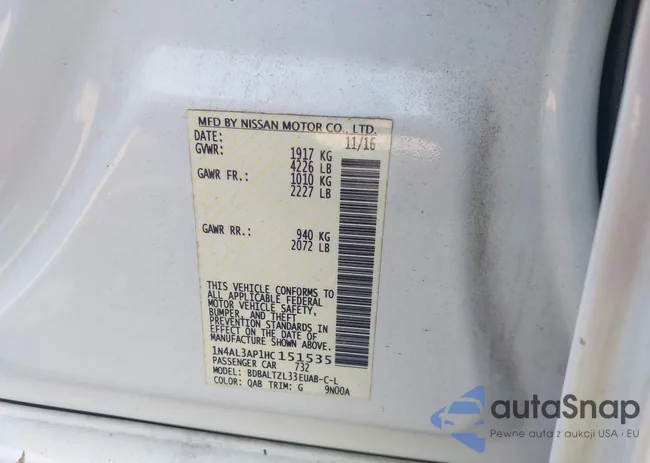 MFD BY NISSAN MOTOR CO., LTD.
DATE: 11/16
GVWR: 1917 KG
4226 LB
GAWR FR.: 1010 KG
2227 LB
GAWR RR.: 940 KG
2072 LB
THIS VEHICLE CONFORMS TO
ALL APPLICABLE FEDERAL
MOTOR VEHICLE SAFETY,
BUMPER, AND THEFT
PREVENTION STANDARDS IN
EFFECT ON THE DATE OF
MANUFACTURE SHOWN ABOVE.
1N4AL3AP1HC151535
PASSENGER CAR 732
MODEL: BDBALTZL33EUAB-C-L
COLOR: QAB TRIM: G 9N00A
autoSnap
Pewne auta z aukcji USA i EU